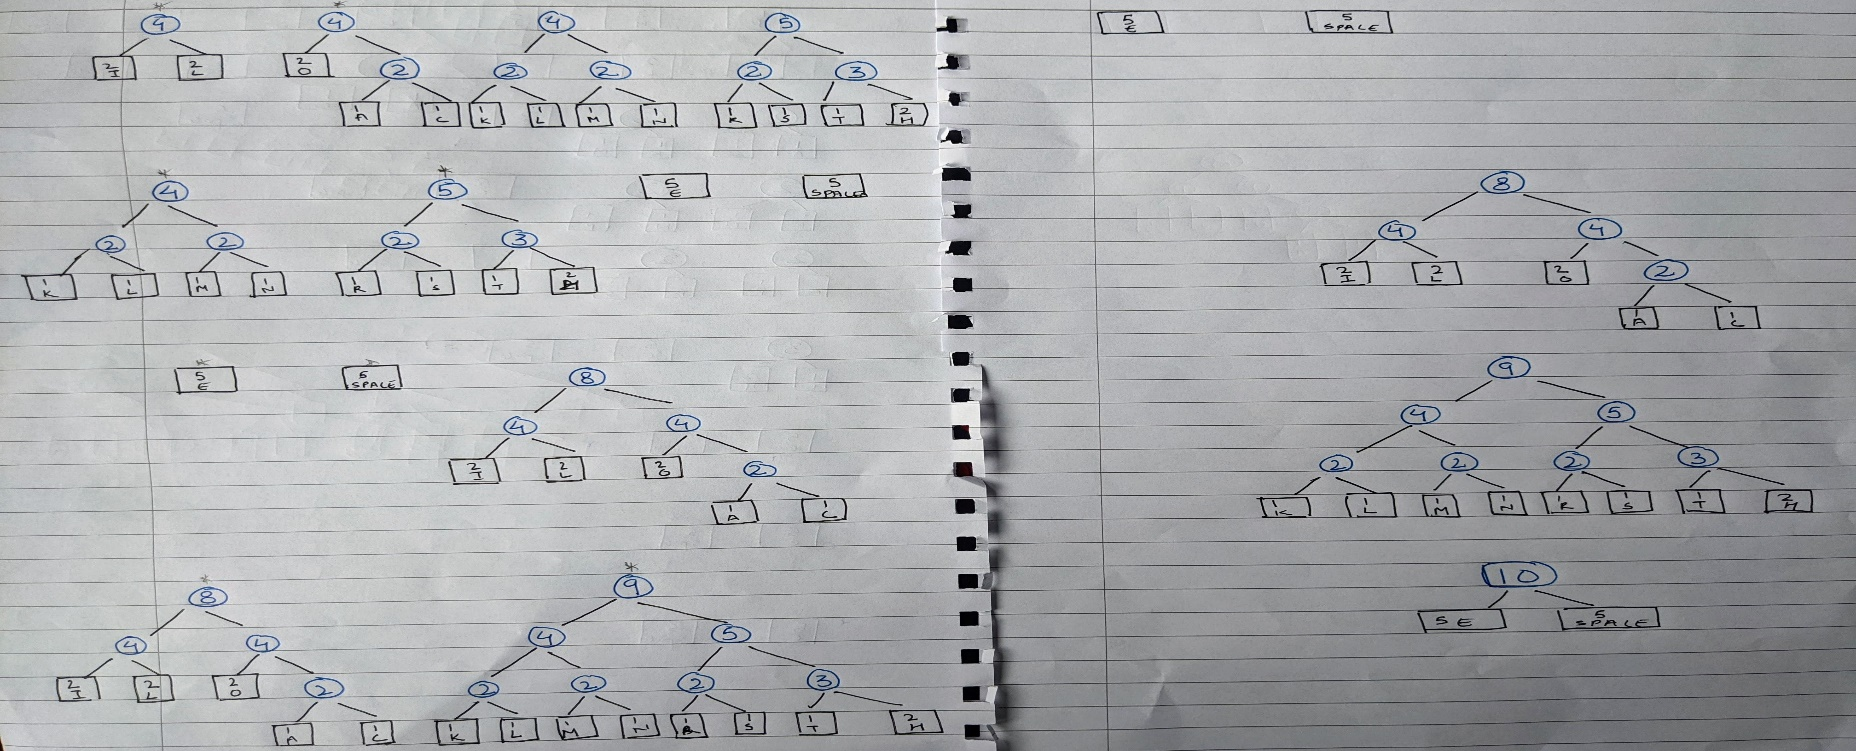 * *
4 4 4 5 5 E 5 SPACE
2 I 2 L 2 O 2 2 2 2 3
1 A 1 C 1 K 1 L 1 M 1 N 1 R 1 S 1 T 2 H
* *
4 5 5 E 5 SPACE
2 2 2 3
1 K 1 L 1 M 1 N 1 R 1 S 1 T 2 H
8
4 4
2 I 2 L 2 O 2
1 A 1 C
* *
5 E 5 SPACE 8
4 4
2 I 2 L 2 O 2
1 A 1 C
9
4 5
2 2 2 3
1 K 1 L 1 M 1 N 1 R 1 S 1 T 2 H
* *
8 9
4 4 4 5
2 I 2 L 2 O 2 2 2 2 3
1 A 1 C 1 K 1 L 1 M 1 N 1 R 1 S 1 T 2 H
10
5 E 5 SPACE